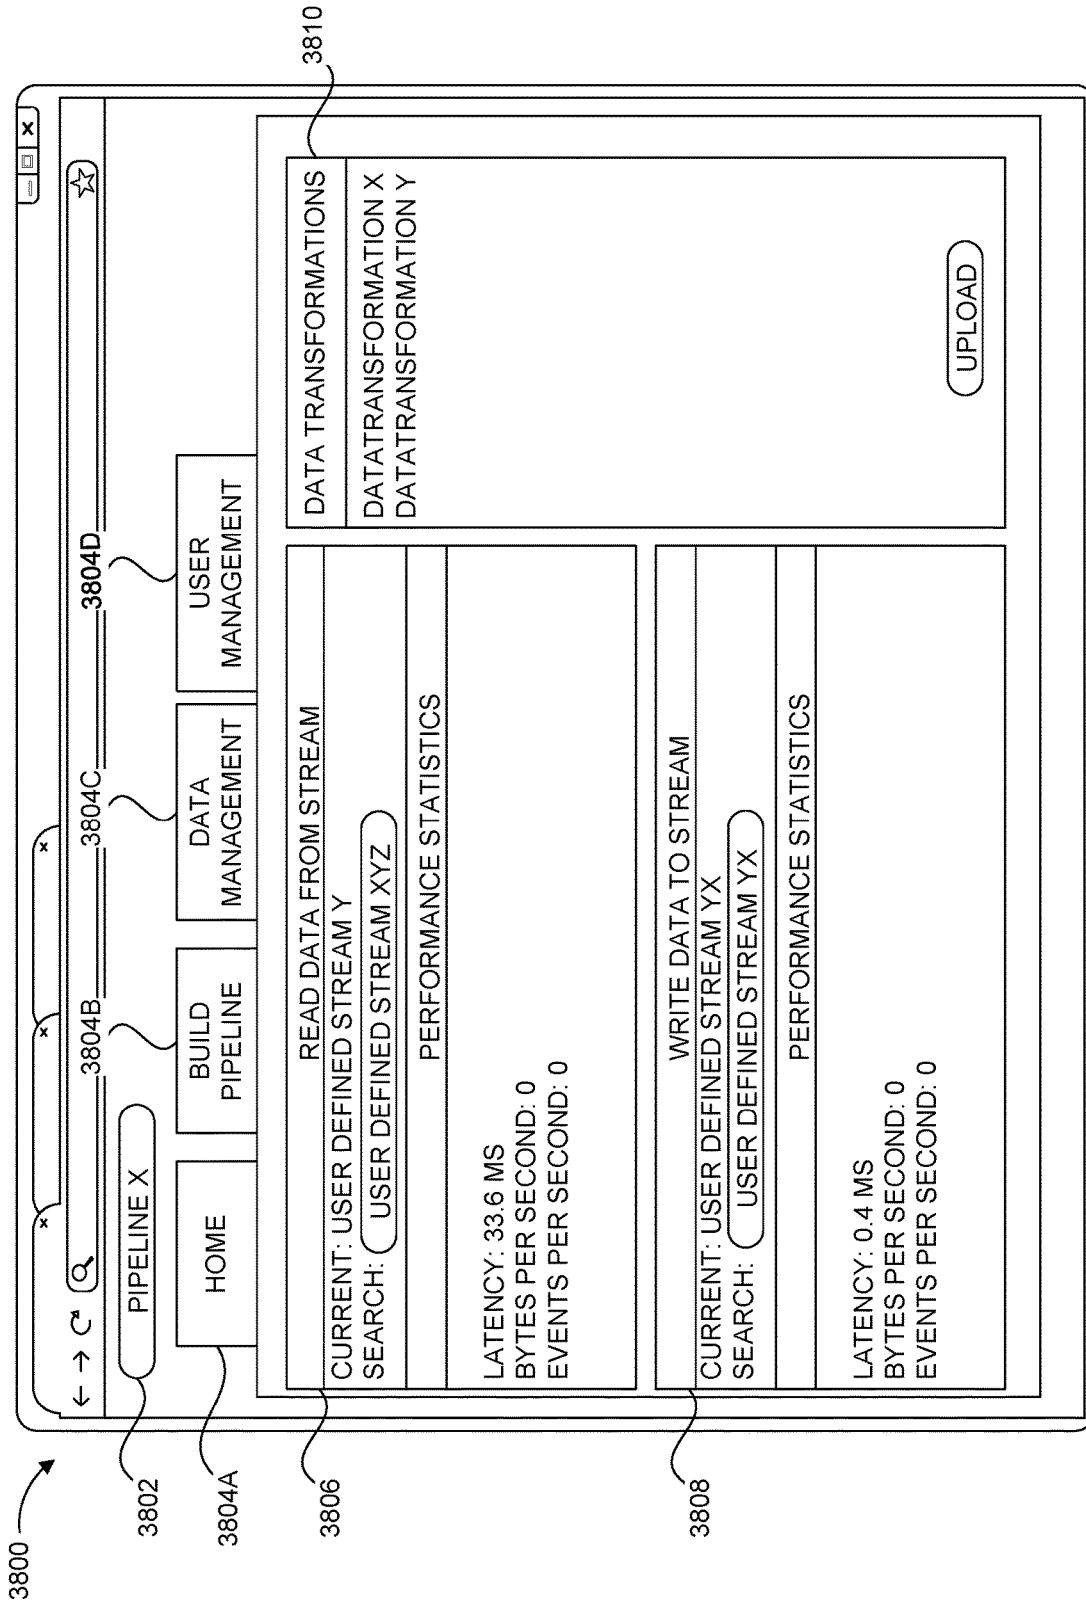 3800
3802
PIPELINE X
3804A
3804B
3804C
3804D
HOME
BUILD
PIPELINE
DATA
MANAGEMENT
USER
MANAGEMENT
3806
READ DATA FROM STREAM
CURRENT: USER DEFINED STREAM Y
SEARCH: USER DEFINED STREAM XYZ
PERFORMANCE STATISTICS
LATENCY: 33.6 MS
BYTES PER SECOND: 0
EVENTS PER SECOND: 0
3808
WRITE DATA TO STREAM
CURRENT: USER DEFINED STREAM YX
SEARCH: USER DEFINED STREAM YX
PERFORMANCE STATISTICS
LATENCY: 0.4 MS
BYTES PER SECOND: 0
EVENTS PER SECOND: 0
3810
DATA TRANSFORMATIONS
DATATRANSFORMATION X
DATATRANSFORMATION Y
UPLOAD